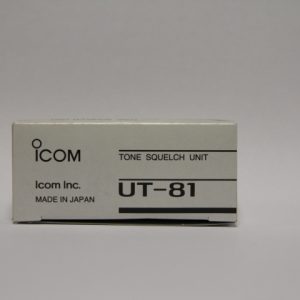 ICOM
TONE SQUELCH UNIT
Icom Inc.
MADE IN JAPAN
UT-81